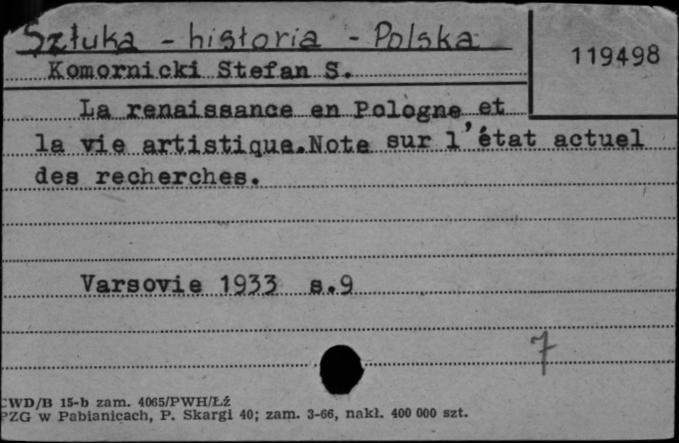 Sztuka - historia - Polska
119498
Komornicki Stefan S.
La renaissance en Pologne et
la vie artistique.Note sur l'état actuel
des recherches.
Varsovie 1933 s.9
7
CWD/B 15-b zam. 4065/PWH/Łź
PZG w Pabianicach, P. Skargi 40; zam. 3-66, nakł. 400 000 szt.